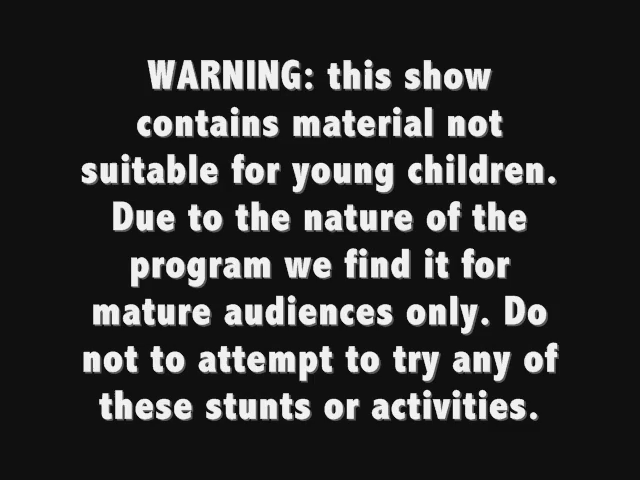 WARNING: this show
contains material not
suitable for young children.
Due to the nature of the
program we find it for
mature audiences only. Do
not to attempt to try any of
these stunts or activities.